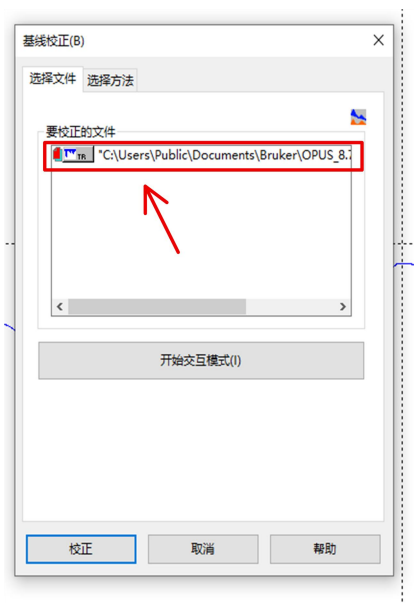 基线校正(B)
选择文件 选择方法
要校正的文件
TR "C:\Users\Public\Documents\Bruker\OPUS_8.7
开始交互模式(I)
校正 取消 帮助